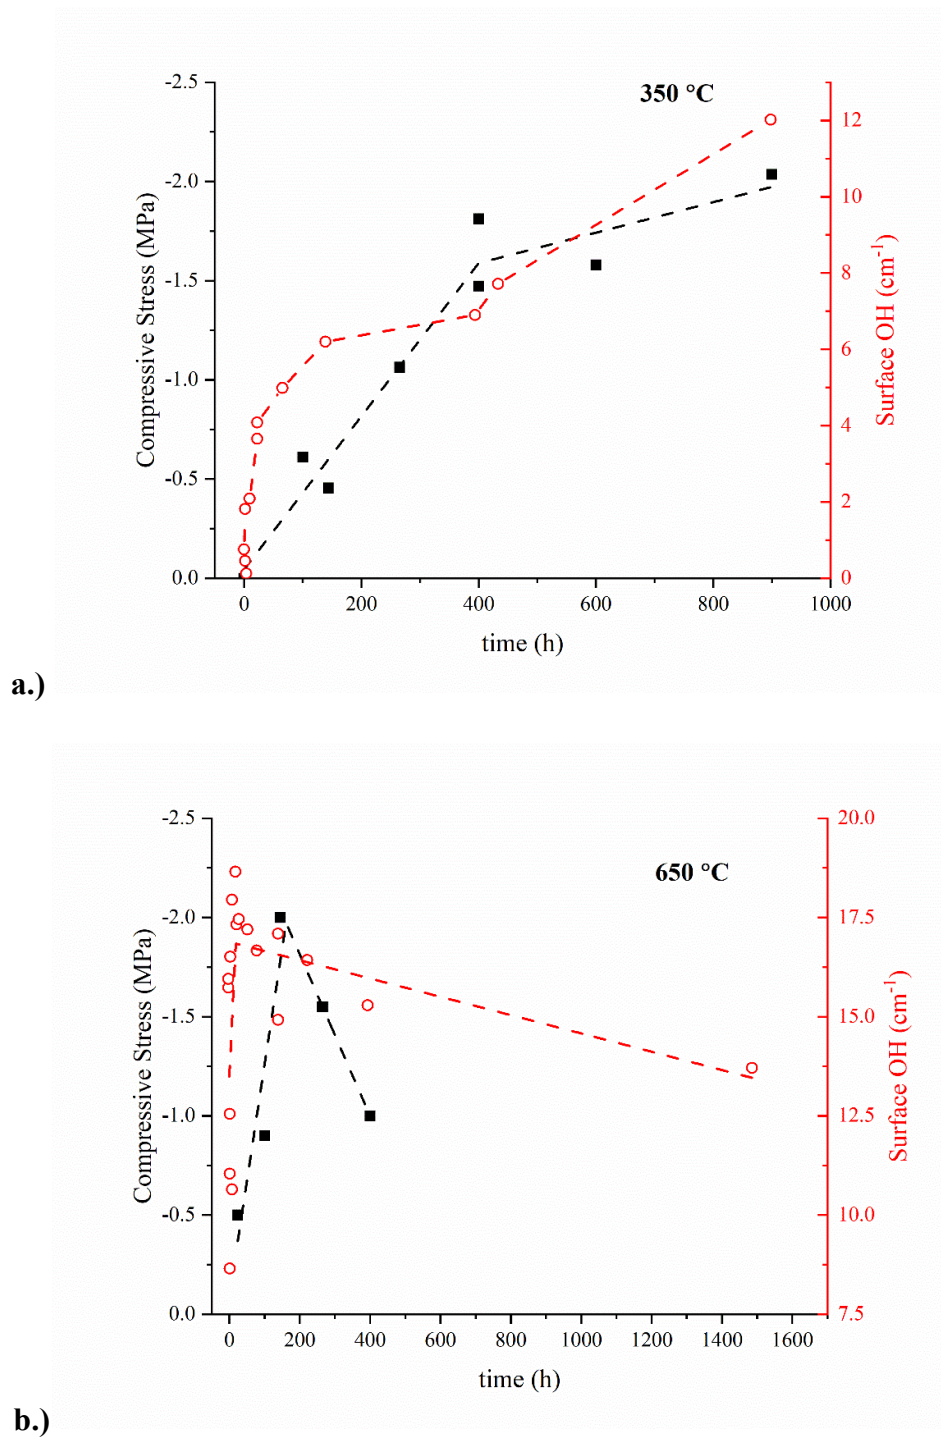 350 °C
-2.5
-2.0
-1.5
-1.0
-0.5
0.0
Compressive Stress (MPa)
12
10
8
6
4
2
0
Surface OH (cm⁻¹)
0 200 400 600 800 1000
time (h)
a.)
650 °C
-2.5
-2.0
-1.5
-1.0
-0.5
0.0
Compressive Stress (MPa)
20.0
17.5
15.0
12.5
10.0
7.5
Surface OH (cm⁻¹)
0 200 400 600 800 1000 1200 1400 1600
time (h)
b.)